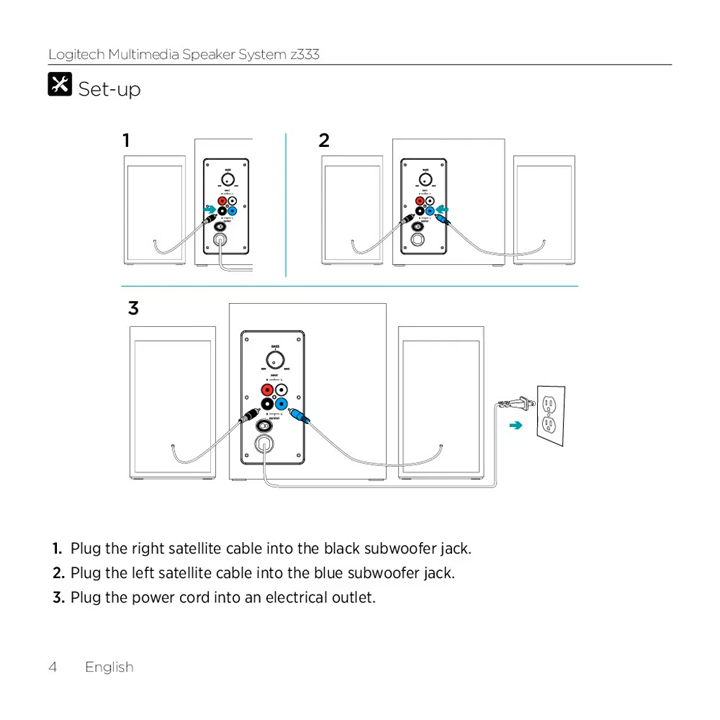 Logitech Multimedia Speaker System z333
Set-up
1
2
3
BASS
INPUT
1. Plug the right satellite cable into the black subwoofer jack.
2. Plug the left satellite cable into the blue subwoofer jack.
3. Plug the power cord into an electrical outlet.
4 English